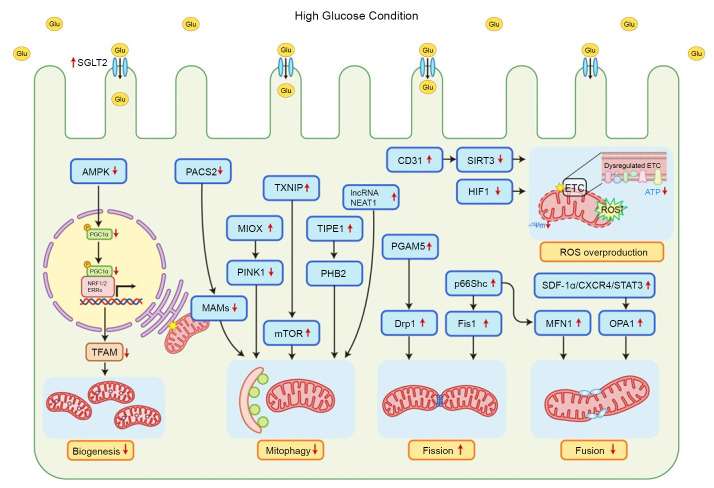 High Glucose Condition
Glu
Glu
Glu
Glu
Glu
Glu
Glu
Glu
Glu
Glu
Glu
↑ SGLT2
Glu
Glu
Glu
AMPK ↓
PACS2 ↓
TXNIP ↑
lncRNA
NEAT1 ↑
CD31 ↑
SIRT3 ↓
HIF1 ↓
Dysregulated ETC
ETC
ATP ↓
ROS ↑
ΔΨm ↓
ROS overproduction
P
PGC1α ↓
P
PGC1α ↓
NRF1/2
ERRs
MIOX ↑
TIPE1 ↑
PINK1 ↓
PHB2
PGAM5 ↑
p66Shc ↑
SDF-1α/CXCR4/STAT3 ↑
MAMs ↓
mTOR ↑
Drp1 ↑
Fis1 ↑
MFN1 ↑
OPA1 ↑
TFAM ↓
Biogenesis ↓
Mitophagy ↓
Fission ↑
Fusion ↓